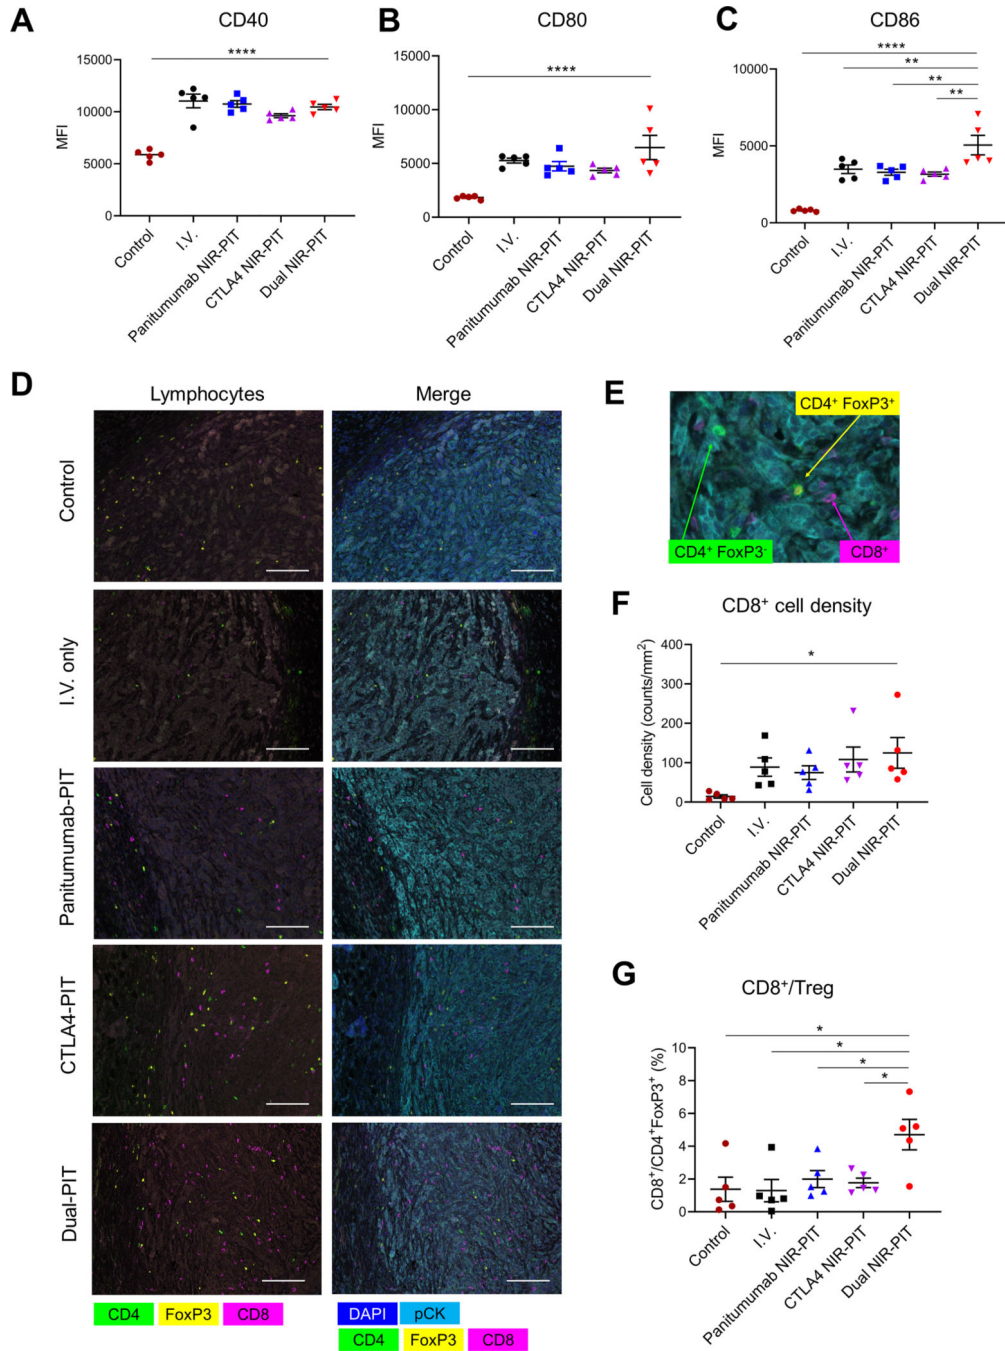 A
CD40
MFI
15000
10000
5000
0
****
Control
I.V.
Panitumumab NIR-PIT
CTLA4 NIR-PIT
Dual NIR-PIT
B
CD80
MFI
15000
10000
5000
0
****
Control
I.V.
Panitumumab NIR-PIT
CTLA4 NIR-PIT
Dual NIR-PIT
C
CD86
MFI
10000
5000
0
****
**
**
**
Control
I.V.
Panitumumab NIR-PIT
CTLA4 NIR-PIT
Dual NIR-PIT
D
Lymphocytes
Merge
Control
I.V. only
Panitumumab-PIT
CTLA4-PIT
Dual-PIT
CD4
FoxP3
CD8
DAPI
pCK
CD4
FoxP3
CD8
E
CD4⁺ FoxP3⁺
CD4⁺ FoxP3⁻
CD8⁺
F
CD8⁺ cell density
Cell density (counts/mm²)
400
300
200
100
0
*
Control
I.V.
Panitumumab NIR-PIT
CTLA4 NIR-PIT
Dual NIR-PIT
G
CD8⁺/Treg
CD8⁺/CD4⁺FoxP3⁺ (%)
10
8
6
4
2
0
*
*
*
*
Control
I.V.
Panitumumab NIR-PIT
CTLA4 NIR-PIT
Dual NIR-PIT